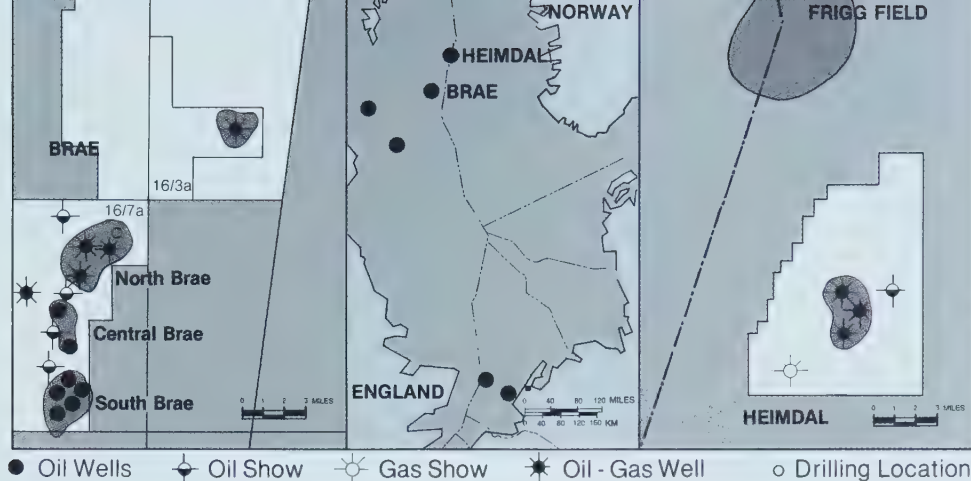 NORWAY
FRIGG FIELD
HEIMDAL
BRAE
BRAE
16/3a
16/7a
North Brae
Central Brae
South Brae
ENGLAND
HEIMDAL
0 1 2 3 MILES
0 40 80 120 MILES
0 40 80 120 160 KM
0 1 2 3 MILES
Oil Wells Oil Show Gas Show Oil - Gas Well Drilling Location